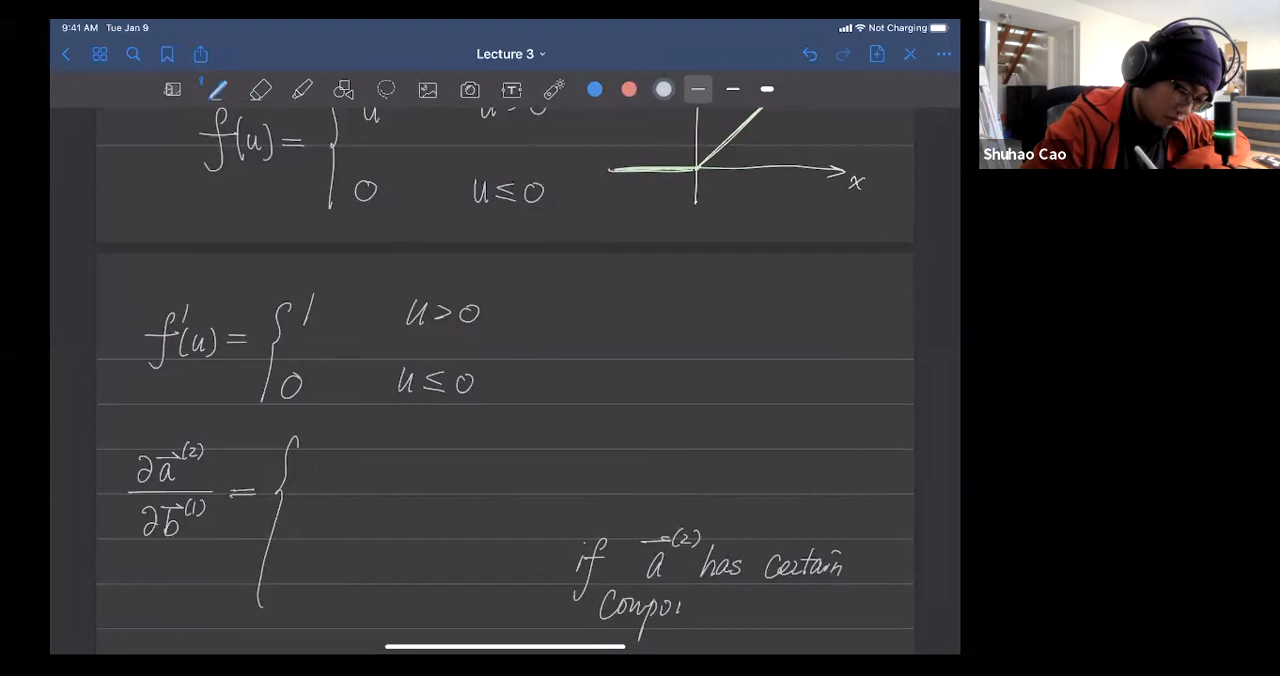 9:41 AM Tue Jan 9
Not Charging
Lecture 3
Shuhao Cao
f(u) = { u u > 0
0 u ≤ 0
x
f'(u) = { 1 u > 0
0 u ≤ 0
∂a⃗^(2) / ∂b⃗^(1) = {
if a⃗^(2) has certain